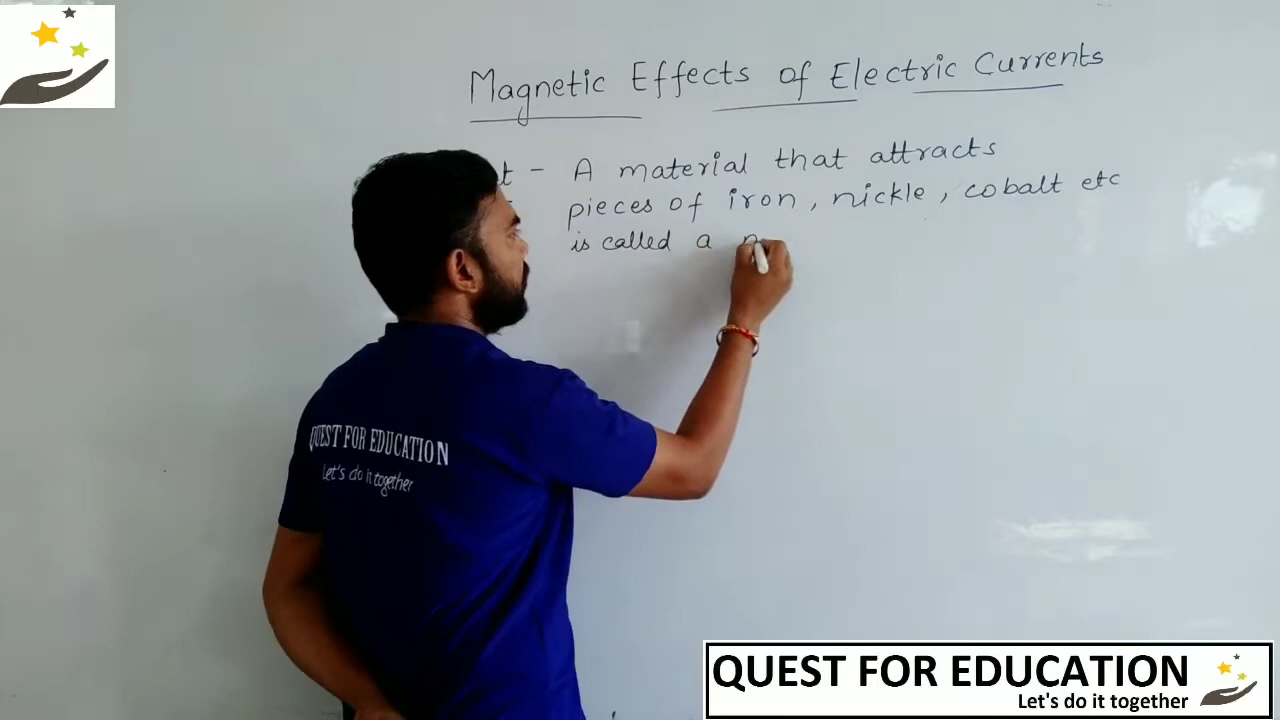 Magnetic Effects of Electric Currents
- A material that attracts
pieces of iron, nickle, cobalt etc
is called a
QUEST FOR EDUCATION
Let's do it together
QUEST FOR EDUCATION
Let's do it together